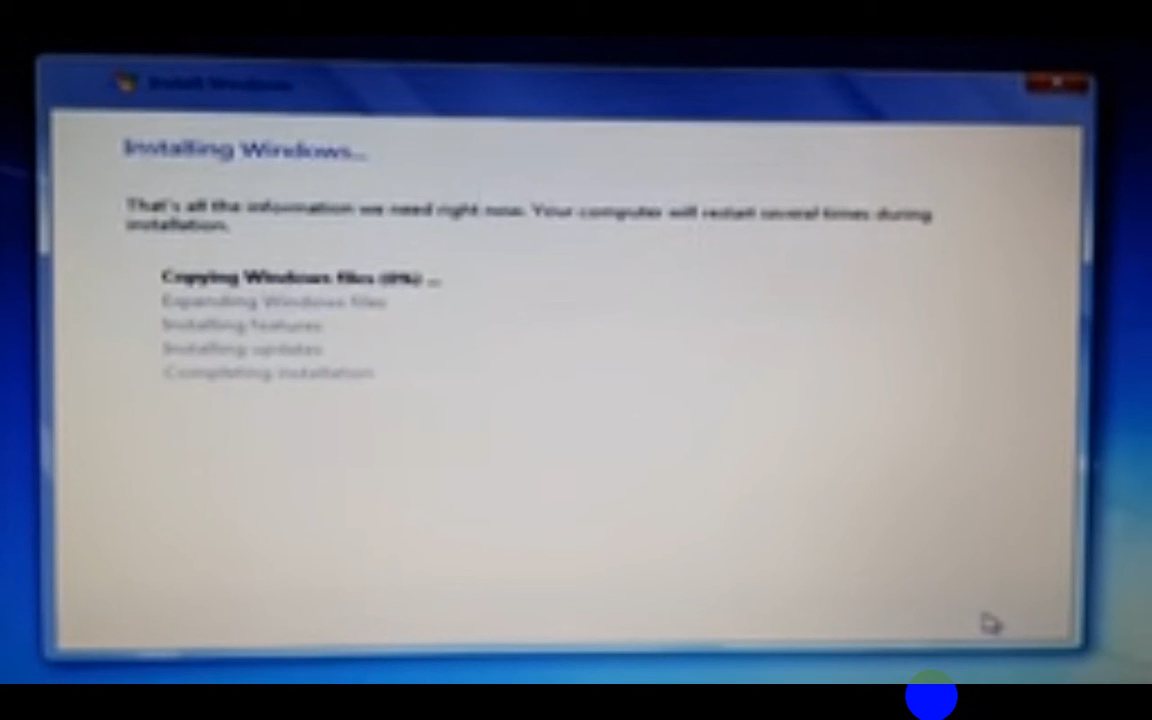 Install Windows
Installing Windows...
That's all the information we need right now. Your computer will restart several times during
installation.
Copying Windows files (0%) ...
Expanding Windows files
Installing features
Installing updates
Completing installation